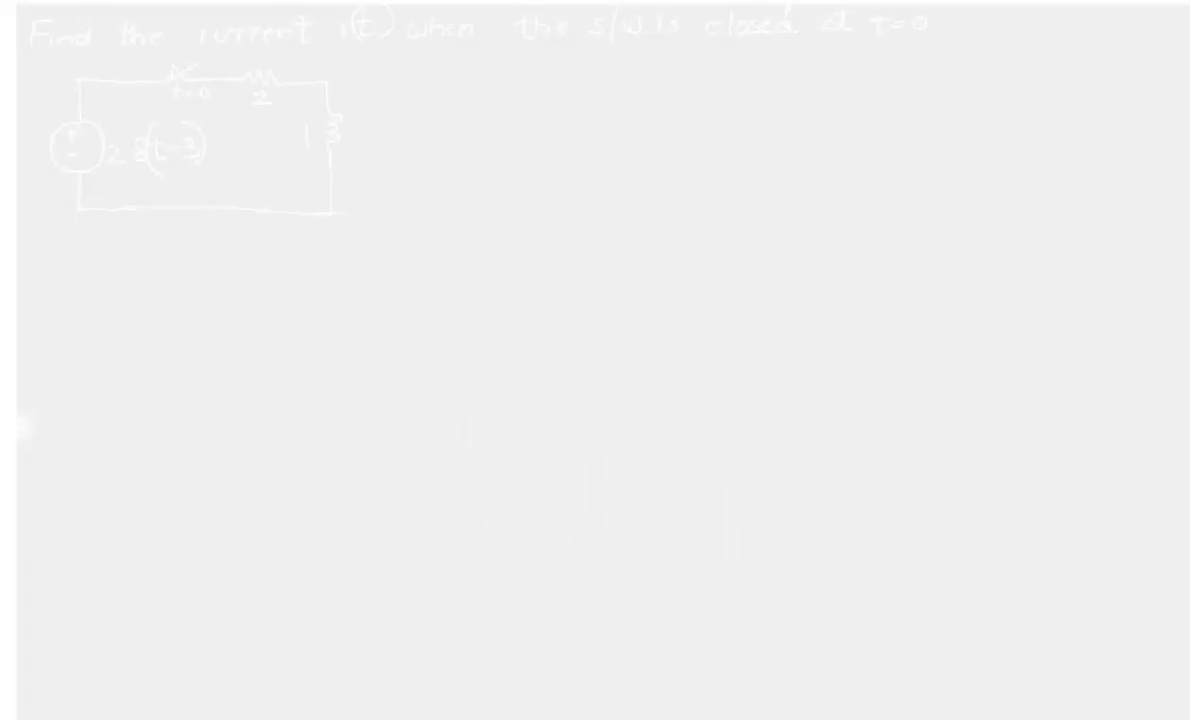 Find the current i(t) when the s/w is closed at t=0
t=0
2
2δ(t-3)
1